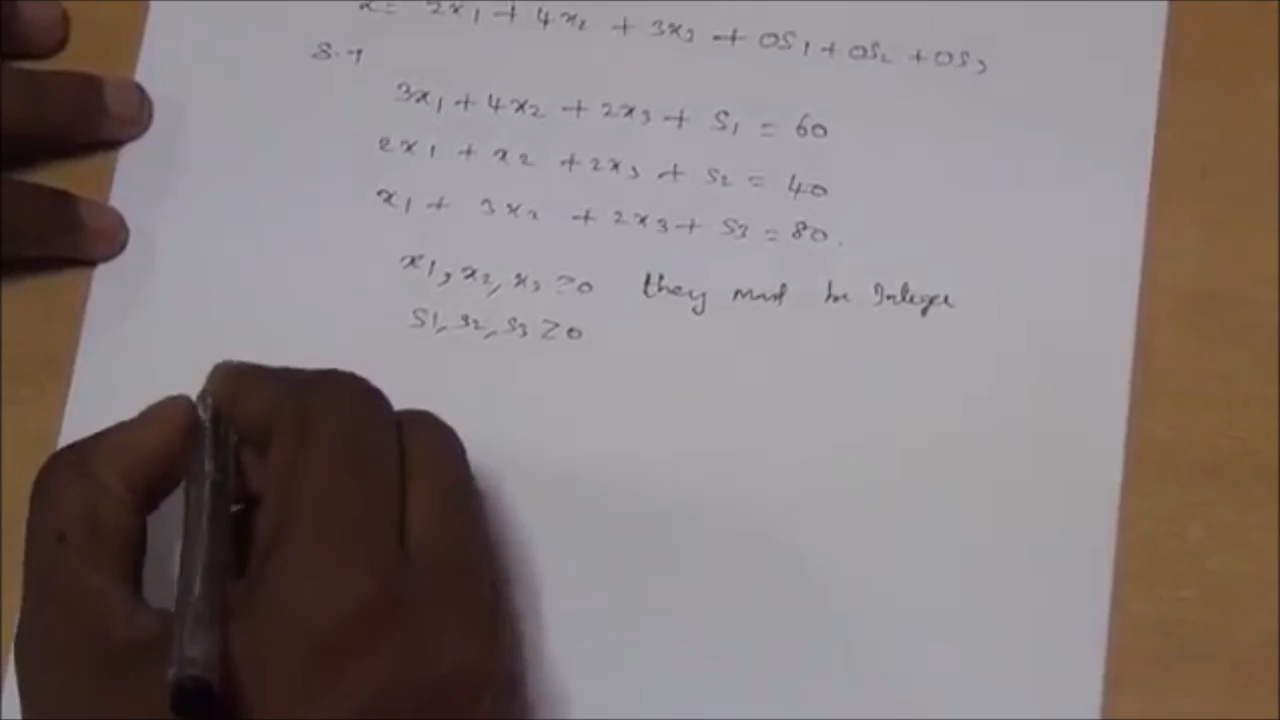 Z = 2x1 + 4x2 + 3x3 + 0S1 + 0S2 + 0S3
S.t
3x1 + 4x2 + 2x3 + S1 = 60
2x1 + x2 + 2x3 + S2 = 40
x1 + 3x2 + 2x3 + S3 = 80.
x1, x2, x3 ≥ 0 they must be Integer
S1, S2, S3 ≥ 0